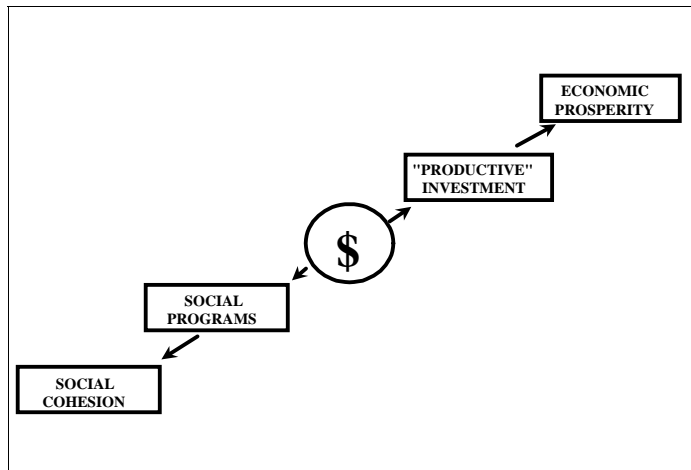 ECONOMIC
PROSPERITY
"PRODUCTIVE"
INVESTMENT
$
SOCIAL
PROGRAMS
SOCIAL
COHESION